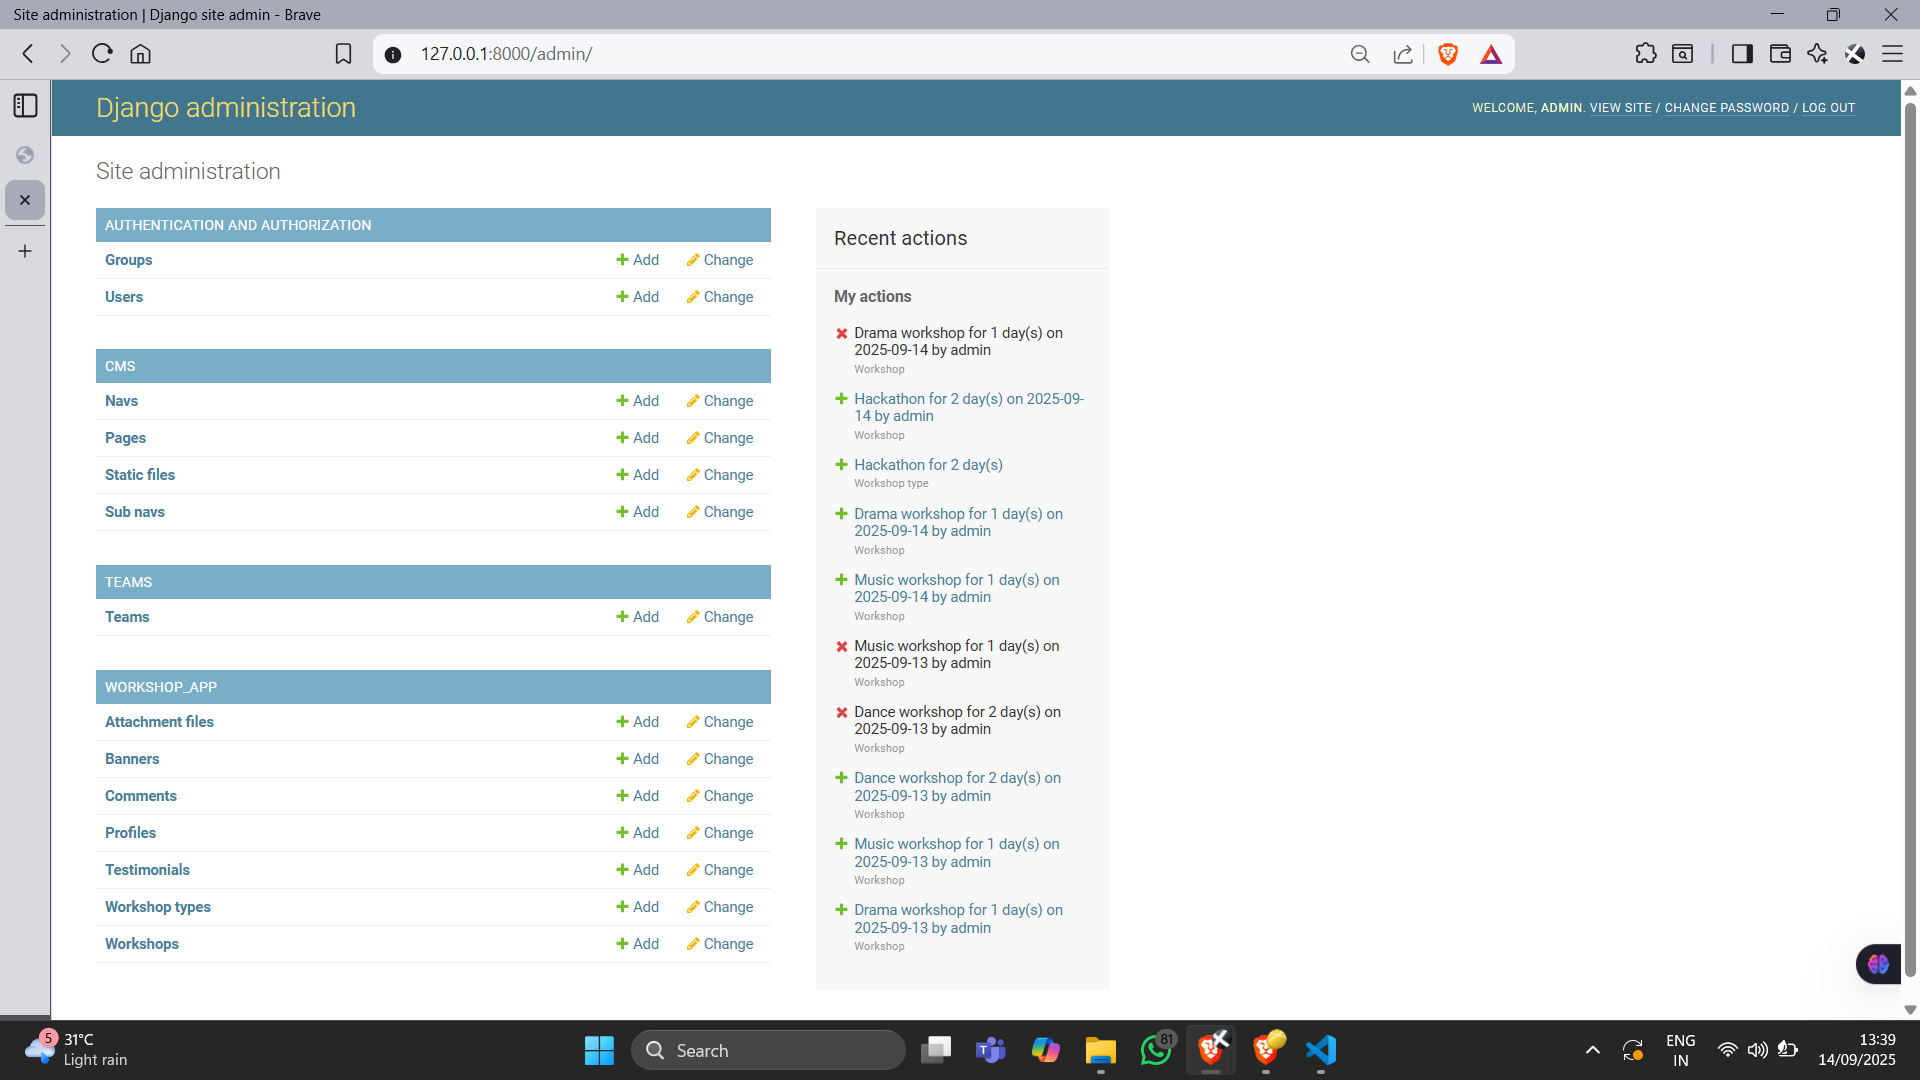 Site administration | Django site admin - Brave
127.0.0.1:8000/admin/
Django administration
WELCOME, ADMIN. VIEW SITE / CHANGE PASSWORD / LOG OUT
Site administration
AUTHENTICATION AND AUTHORIZATION
Groups Add Change
Users Add Change
CMS
Navs Add Change
Pages Add Change
Static files Add Change
Sub navs Add Change
TEAMS
Teams Add Change
WORKSHOP_APP
Attachment files Add Change
Banners Add Change
Comments Add Change
Profiles Add Change
Testimonials Add Change
Workshop types Add Change
Workshops Add Change
Recent actions
My actions
Drama workshop for 1 day(s) on
2025-09-14 by admin
Workshop
Hackathon for 2 day(s) on 2025-09-
14 by admin
Workshop
Hackathon for 2 day(s)
Workshop type
Drama workshop for 1 day(s) on
2025-09-14 by admin
Workshop
Music workshop for 1 day(s) on
2025-09-14 by admin
Workshop
Music workshop for 1 day(s) on
2025-09-13 by admin
Workshop
Dance workshop for 2 day(s) on
2025-09-13 by admin
Workshop
Dance workshop for 2 day(s) on
2025-09-13 by admin
Workshop
Music workshop for 1 day(s) on
2025-09-13 by admin
Workshop
Drama workshop for 1 day(s) on
2025-09-13 by admin
Workshop
5
31°C
Light rain
Search
81
ENG
IN
13:39
14/09/2025